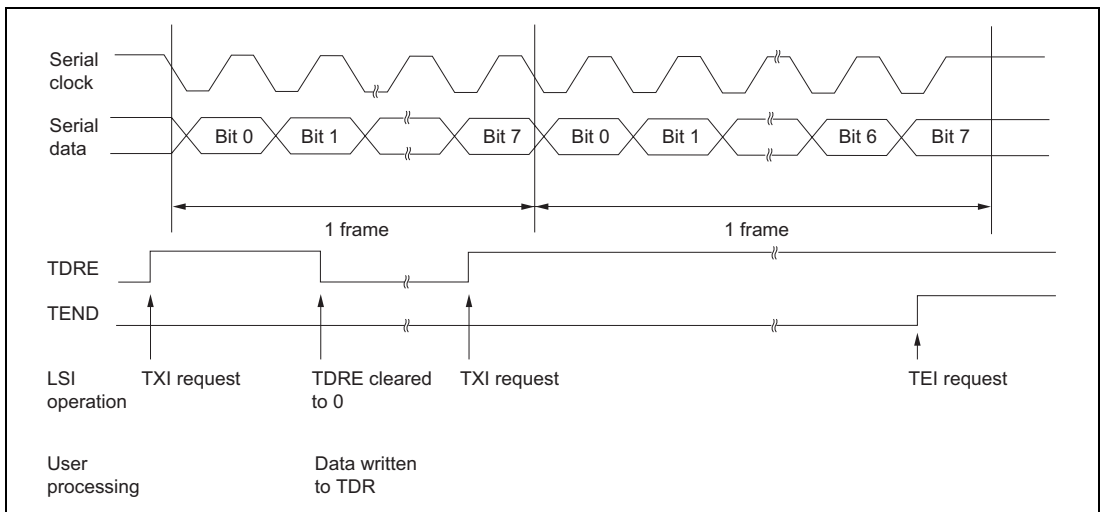 Serial
clock
Serial
data
Bit 0 Bit 1 Bit 7 Bit 0 Bit 1 Bit 6 Bit 7
1 frame 1 frame
TDRE
TEND
LSI
operation
TXI request
TDRE cleared
to 0
TXI request
TEI request
User
processing
Data written
to TDR